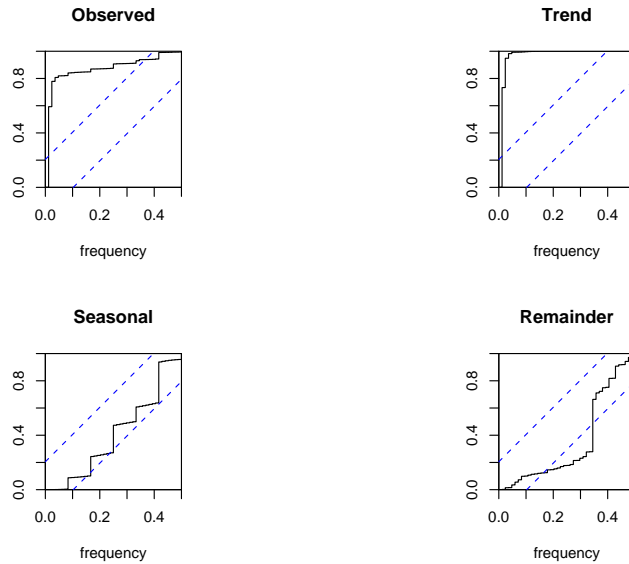 Observed
0.0 0.4 0.8
0.0 0.2 0.4
frequency
Trend
0.0 0.4 0.8
0.0 0.2 0.4
frequency
Seasonal
0.0 0.4 0.8
0.0 0.2 0.4
frequency
Remainder
0.0 0.4 0.8
0.0 0.2 0.4
frequency